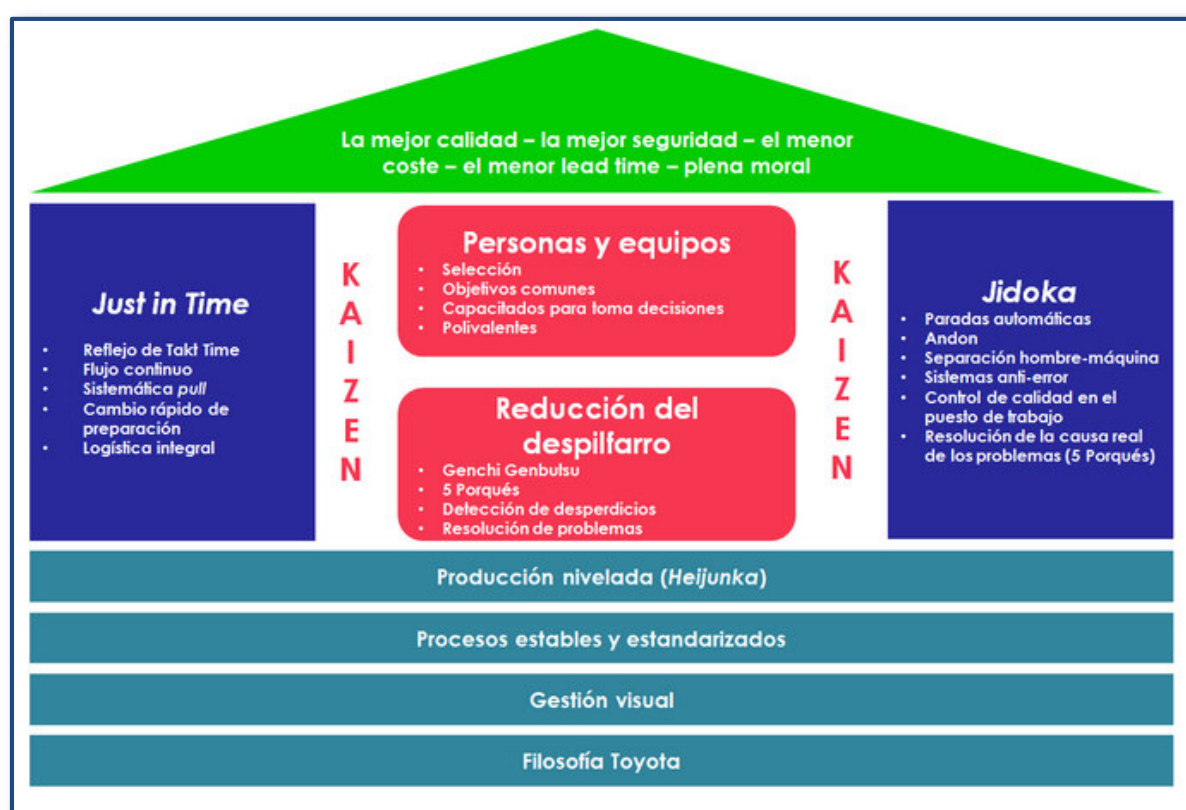 La mejor calidad – la mejor seguridad – el menor
coste – el menor lead time – plena moral
Just in Time
• Reflejo de Takt Time
• Flujo continuo
• Sistemática pull
• Cambio rápido de
preparación
• Logística integral
K
A
I
Z
E
N
Personas y equipos
• Selección
• Objetivos comunes
• Capacitados para toma decisiones
• Polivalentes
Reducción del
despilfarro
• Genchi Genbutsu
• 5 Porqués
• Detección de desperdicios
• Resolución de problemas
K
A
I
Z
E
N
Jidoka
• Paradas automáticas
• Andon
• Separación hombre-máquina
• Sistemas anti-error
• Control de calidad en el
puesto de trabajo
• Resolución de la causa real
de los problemas (5 Porqués)
Producción nivelada (Heijunka)
Procesos estables y estandarizados
Gestión visual
Filosofía Toyota